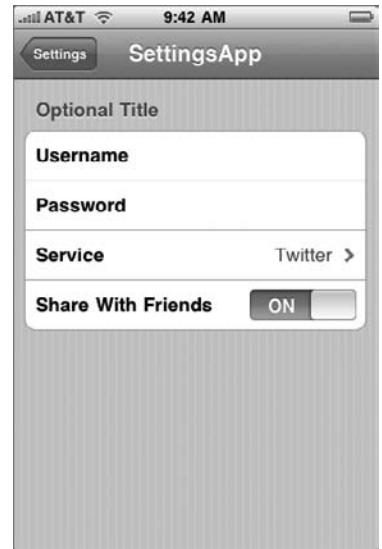 AT&T 9:42 AM
Settings SettingsApp
Optional Title
Username
Password
Service Twitter
Share With Friends ON